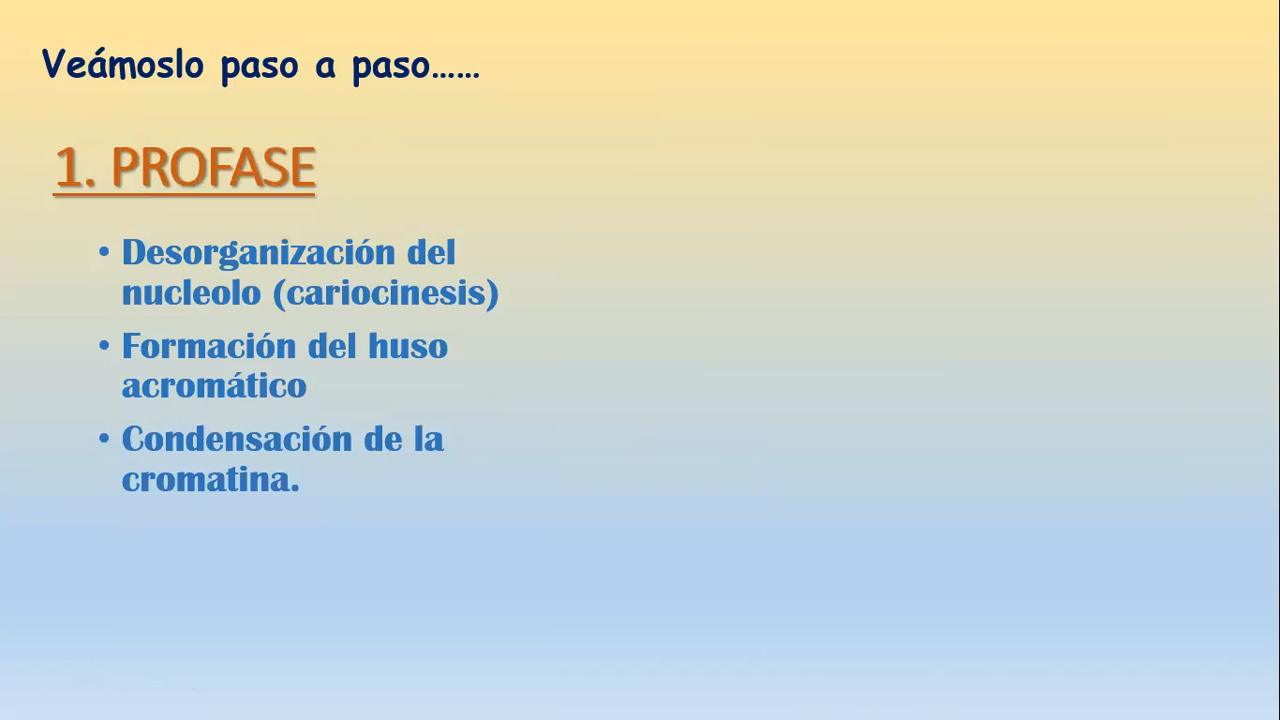 Veámoslo paso a paso......
1. PROFASE
• Desorganización del
nucleolo (cariocinesis)
• Formación del huso
acromático
• Condensación de la
cromatina.